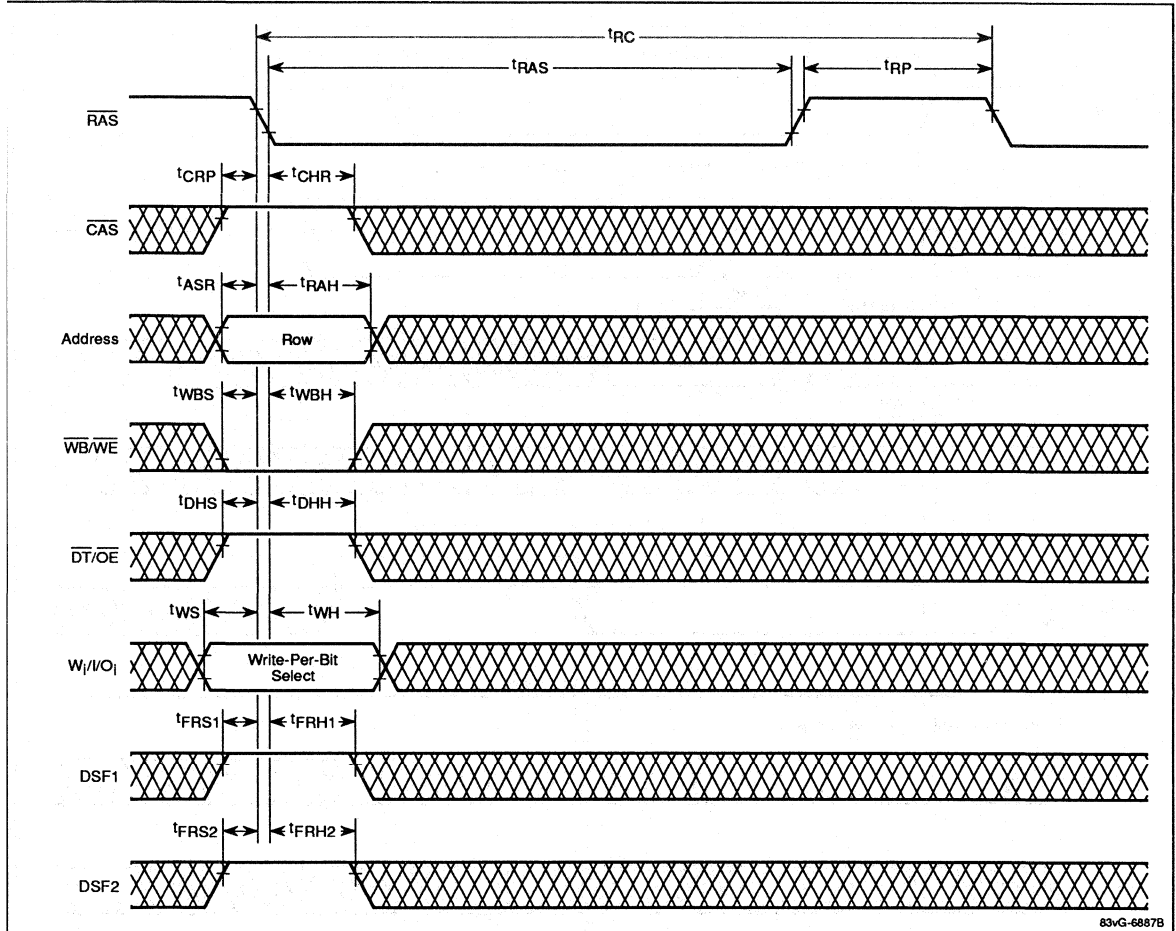 tRC
tRAS
tRP
RAS
tCRP
tCHR
CAS
tASR
tRAH
Address
Row
tWBS
tWBH
WB/WE
tDHS
tDHH
DT/OE
tWS
tWH
Wi/I/Oi
Write-Per-Bit
Select
tFRS1
tFRH1
DSF1
tFRS2
tFRH2
DSF2
83vG-6887B